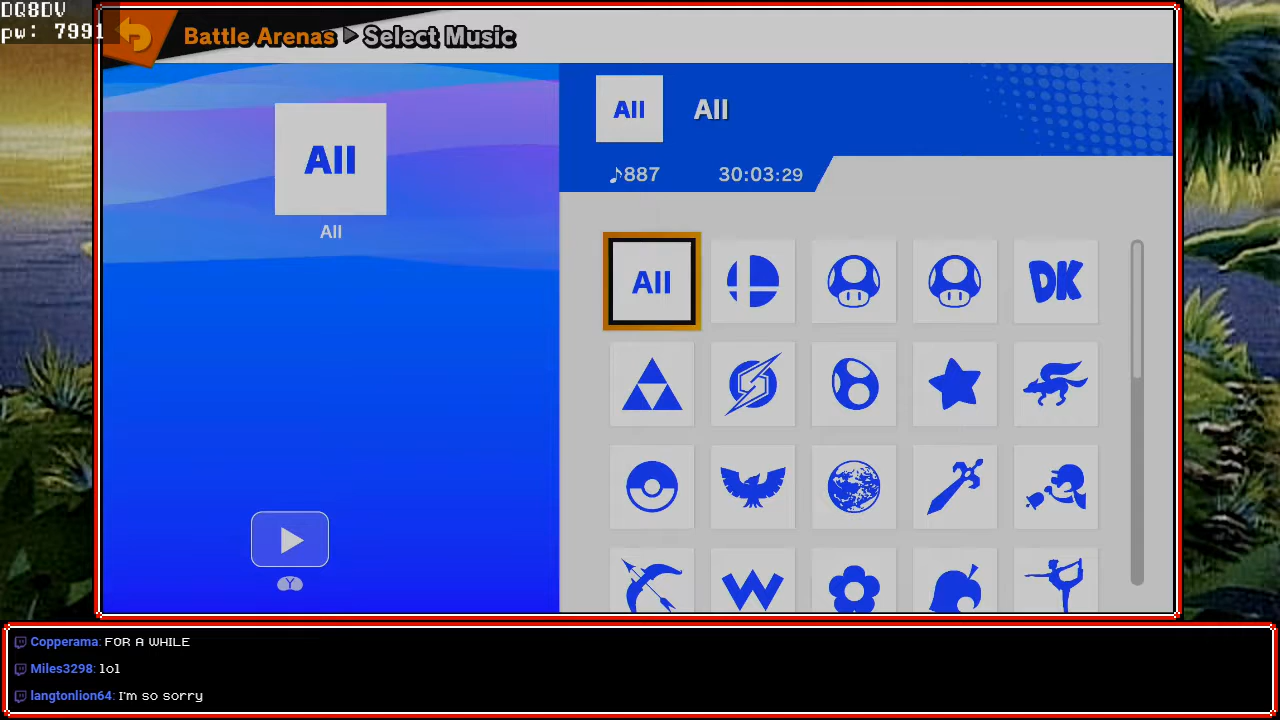 DQ8DV
pw: 7991
Battle Arenas ▶ Select Music
All
All
All
All
♪887 30:03:29
All
DK
Y
Copperama: FOR A WHILE
Miles3298: lol
langtonlion64: I'm so sorry